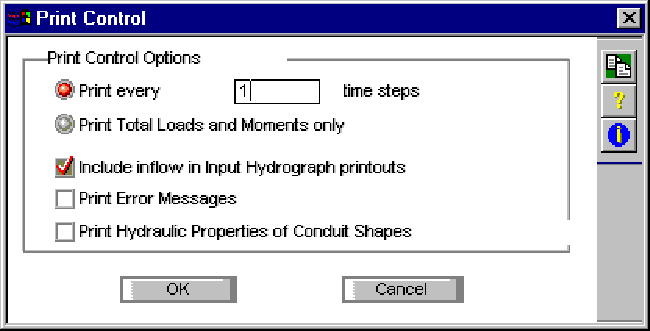 Print Control
Print Control Options
Print every 1 time steps
Print Total Loads and Moments only
Include inflow in Input Hydrograph printouts
Print Error Messages
Print Hydraulic Properties of Conduit Shapes
OK Cancel